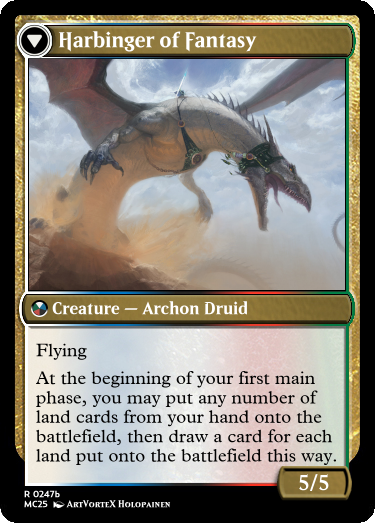 Harbinger of Fantasy
Creature — Archon Druid
Flying
At the beginning of your first main
phase, you may put any number of
land cards from your hand onto the
battlefield, then draw a card for each
land put onto the battlefield this way.
5/5
R 0247b
MC25 ArtVorteX Holopainen